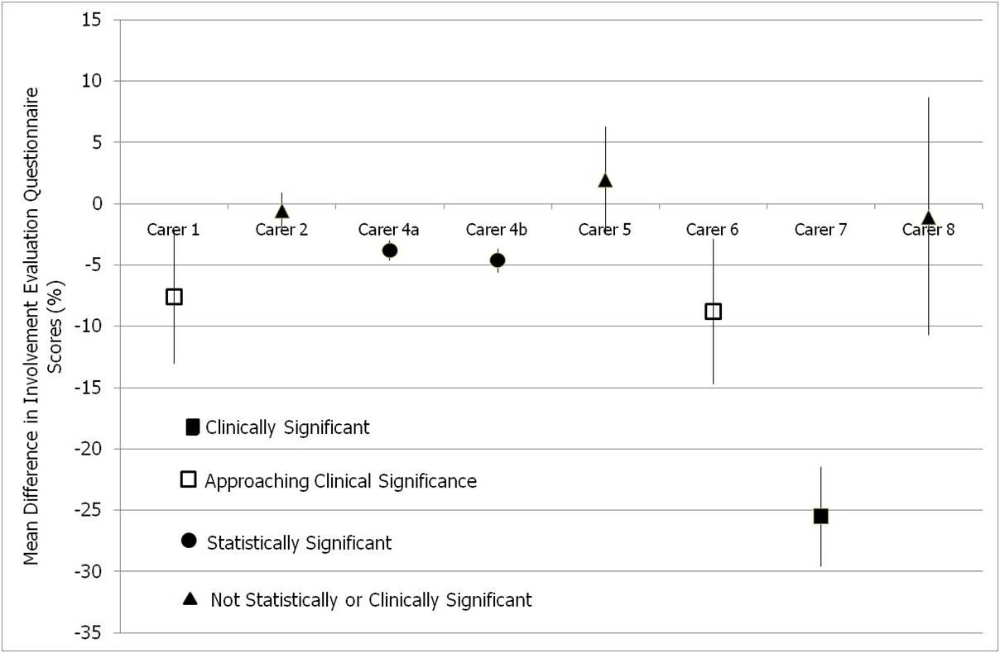 Mean Difference in Involvement Evaluation Questionnaire
Scores (%)
15
10
5
0
-5
-10
-15
-20
-25
-30
-35
Carer 1 Carer 2 Carer 4a Carer 4b Carer 5 Carer 6 Carer 7 Carer 8
Clinically Significant
Approaching Clinical Significance
Statistically Significant
Not Statistically or Clinically Significant